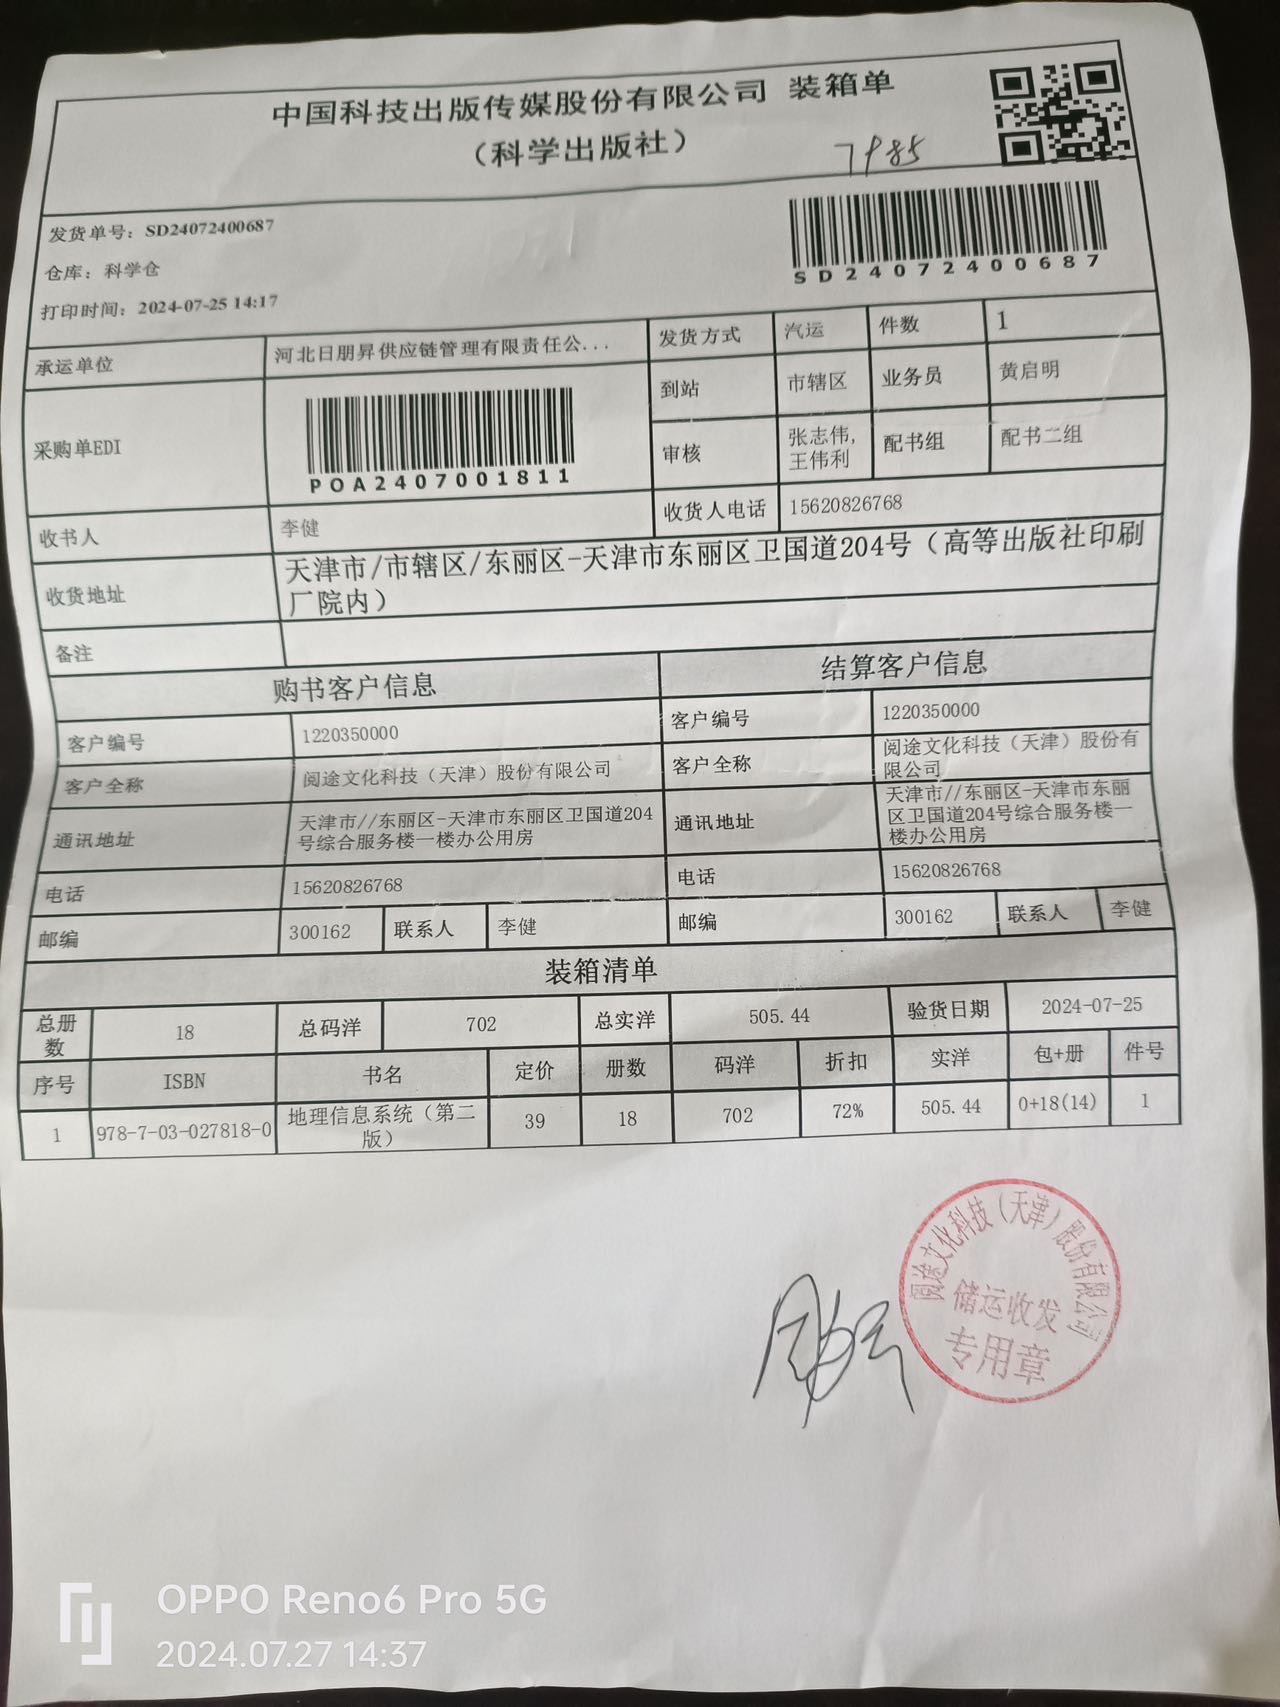 中国科技出版传媒股份有限公司 装箱单
（科学出版社）
7985
发货单号：SD24072400687
仓库：科学仓
打印时间：2024-07-25 14:17
SD24072400687
承运单位 河北日朋昇供应链管理有限责任公... 发货方式 汽运 件数 1
采购单EDI POA2407001811 到站 市辖区 业务员 黄启明
审核 张志伟, 王伟利 配书组 配书二组
收书人 李健 收货人电话 15620826768
收货地址 天津市/市辖区/东丽区-天津市东丽区卫国道204号（高等出版社印刷
厂院内）
备注
购书客户信息 结算客户信息
客户编号 1220350000 客户编号 1220350000
客户全称 阅途文化科技（天津）股份有限公司 客户全称 阅途文化科技（天津）股份有
限公司
通讯地址 天津市//东丽区-天津市东丽区卫国道204
号综合服务楼一楼办公用房
通讯地址 天津市//东丽区-天津市东丽
区卫国道204号综合服务楼一
楼办公用房
电话 15620826768 电话 15620826768
邮编 300162 联系人 李健 邮编 300162 联系人 李健
装箱清单
总册数 18 总码洋 702 总实洋 505.44 验货日期 2024-07-25
序号 ISBN 书名 定价 册数 码洋 折扣 实洋 包+册 件号
1 978-7-03-027818-0 地理信息系统（第二版） 39 18 702 72% 505.44 0+18(14) 1
阅途文化科技（天津）股份有限公司
储运收发
专用章
OPPO Reno6 Pro 5G
2024.07.27 14:37